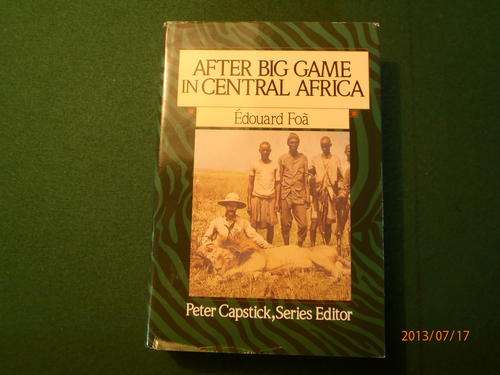 AFTER BIG GAME
IN CENTRAL AFRICA
Édouard Foà
Peter Capstick, Series Editor
2013/07/17